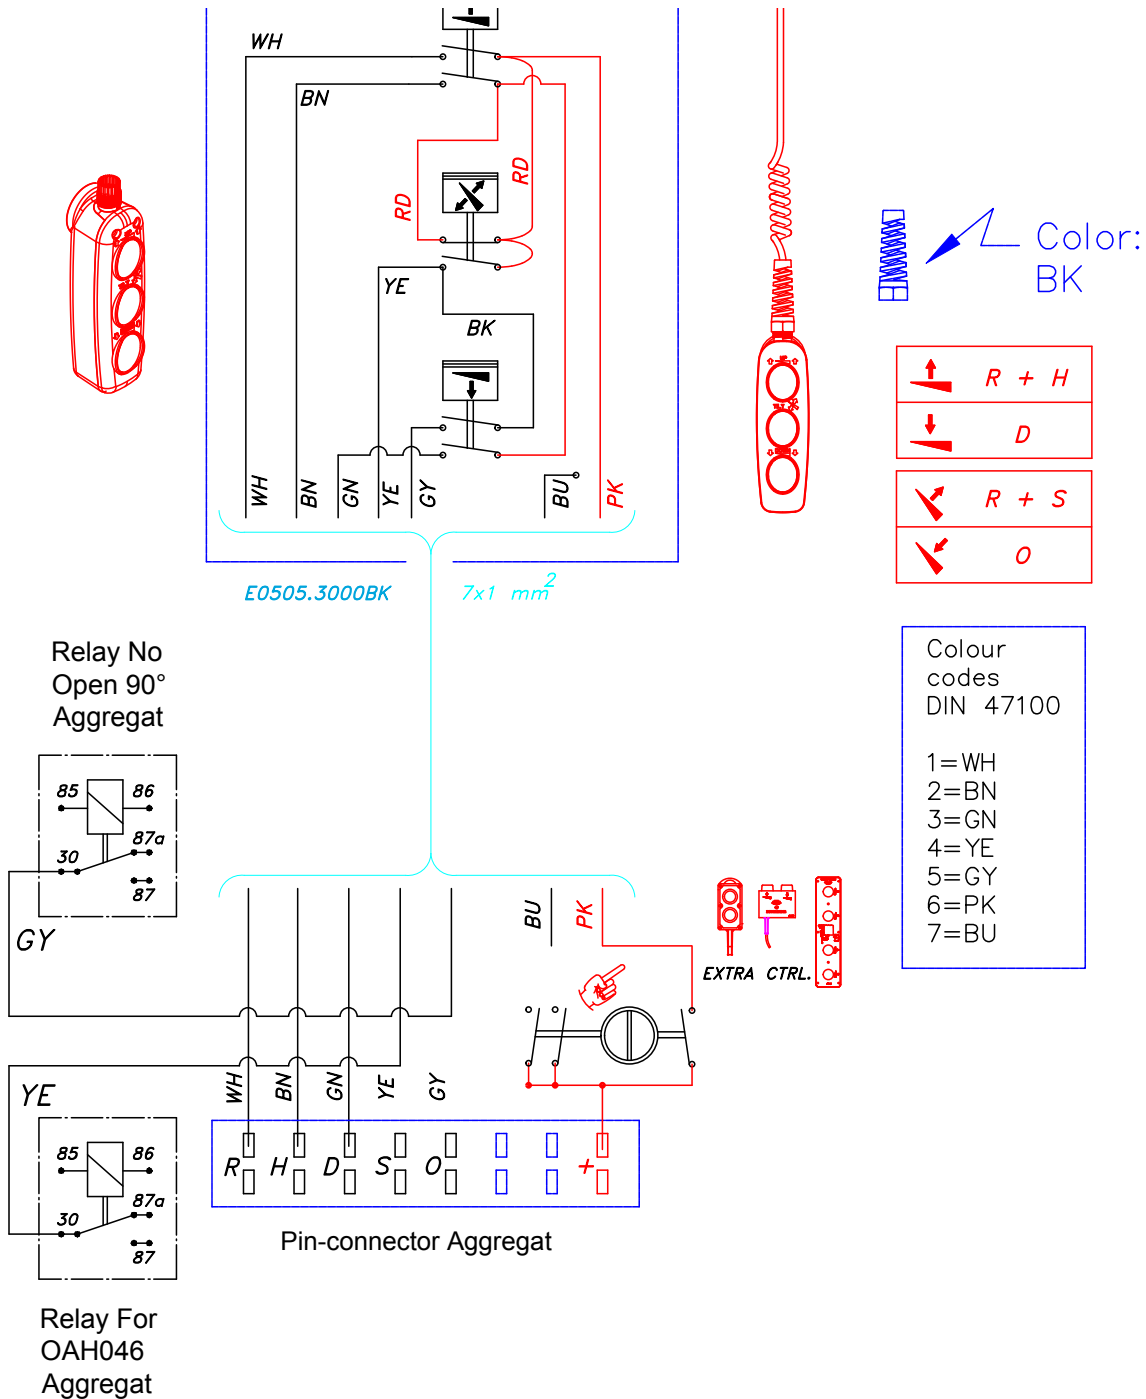 WH
BN
RD
RD
YE
BK
WH
BN
GN
YE
GY
BU
PK
E0505.3000BK
7x1 mm²
Color:
BK
R + H
D
R + S
O
Colour
codes
DIN 47100
1=WH
2=BN
3=GN
4=YE
5=GY
6=PK
7=BU
Relay No
Open 90°
Aggregat
85
86
87a
30
87
GY
BU
PK
EXTRA CTRL.
YE
WH
BN
GN
YE
GY
85
86
87a
30
87
R
H
D
S
O
+
Pin-connector Aggregat
Relay For
OAH046
Aggregat